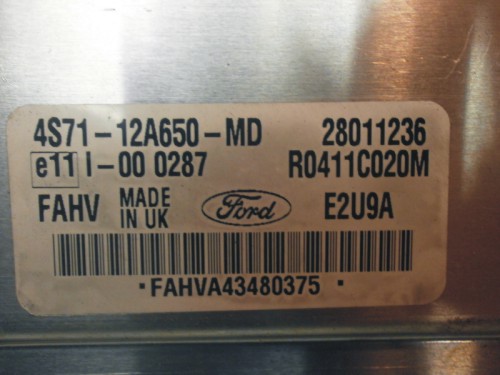 4S71-12A650-MD 28011236
e11 I-00 0287 R0411C020M
FAHV MADE IN UK Ford E2U9A
·FAHVA43480375 ·